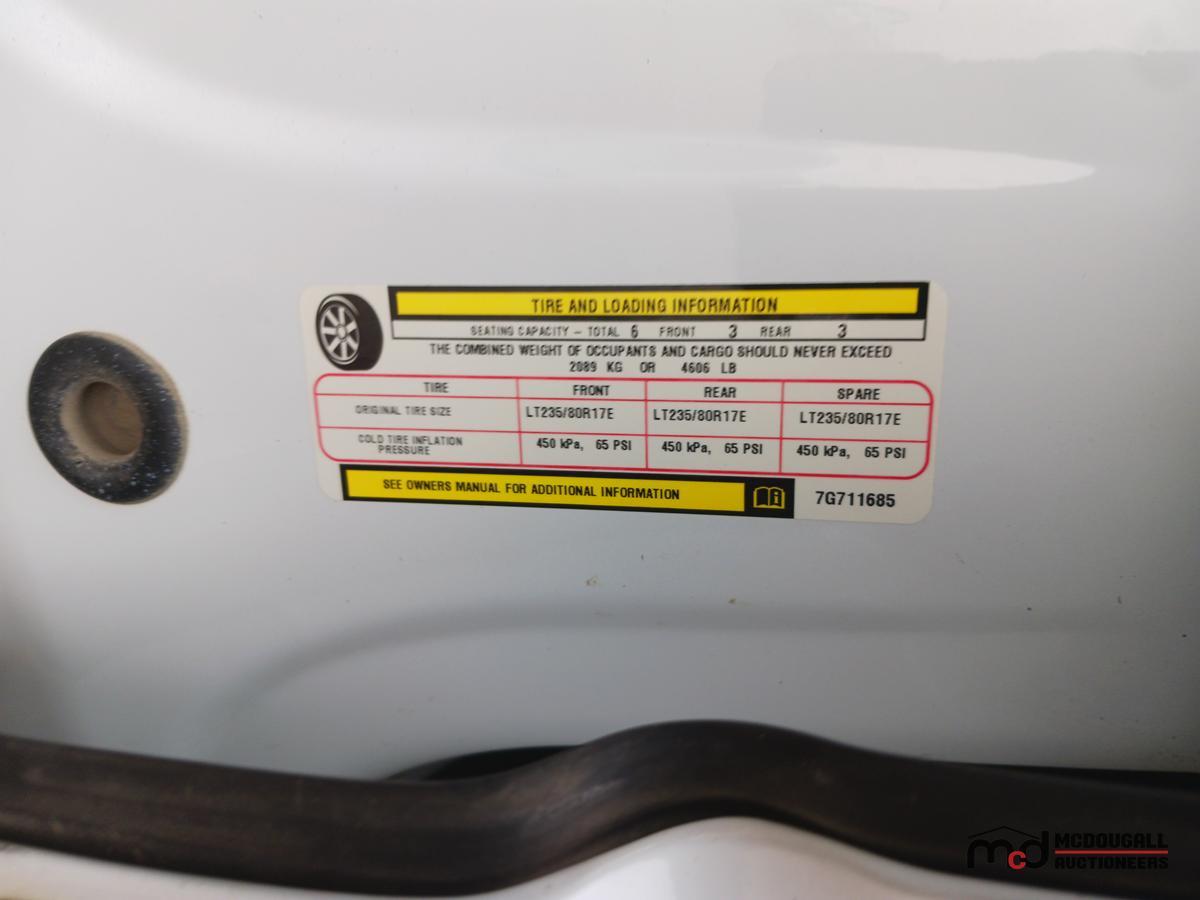 TIRE AND LOADING INFORMATION
SEATING CAPACITY – TOTAL 6 FRONT 3 REAR 3
THE COMBINED WEIGHT OF OCCUPANTS AND CARGO SHOULD NEVER EXCEED
2089 KG OR 4606 LB
TIRE FRONT REAR SPARE
ORIGINAL TIRE SIZE LT235/80R17E LT235/80R17E LT235/80R17E
COLD TIRE INFLATION
PRESSURE 450 kPa, 65 PSI 450 kPa, 65 PSI 450 kPa, 65 PSI
SEE OWNERS MANUAL FOR ADDITIONAL INFORMATION
7G711685
mcd MCDOUGALL
AUCTIONEERS